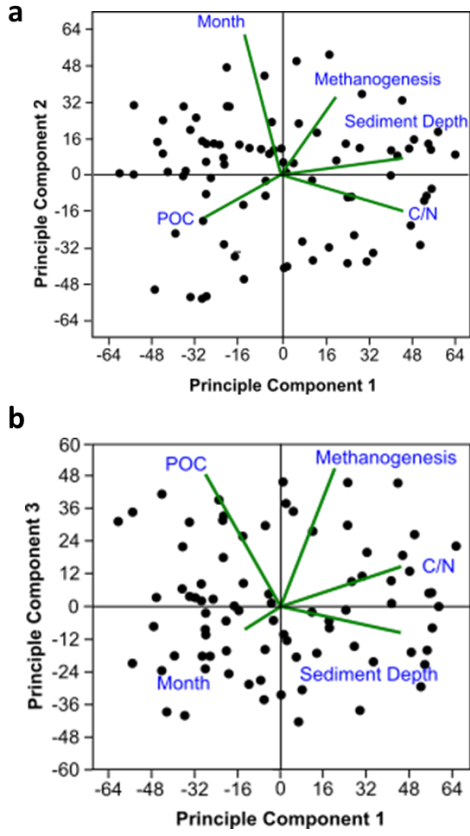 a
64
48
32
16
0
-16
-32
-48
-64
Principle Component 2
Month
Methanogenesis
Sediment Depth
POC
C/N
-64 -48 -32 -16 0 16 32 48 64
Principle Component 1
b
60
48
36
24
12
0
-12
-24
-36
-48
-60
Principle Component 3
POC
Methanogenesis
C/N
Month
Sediment Depth
-64 -48 -32 -16 0 16 32 48 64
Principle Component 1